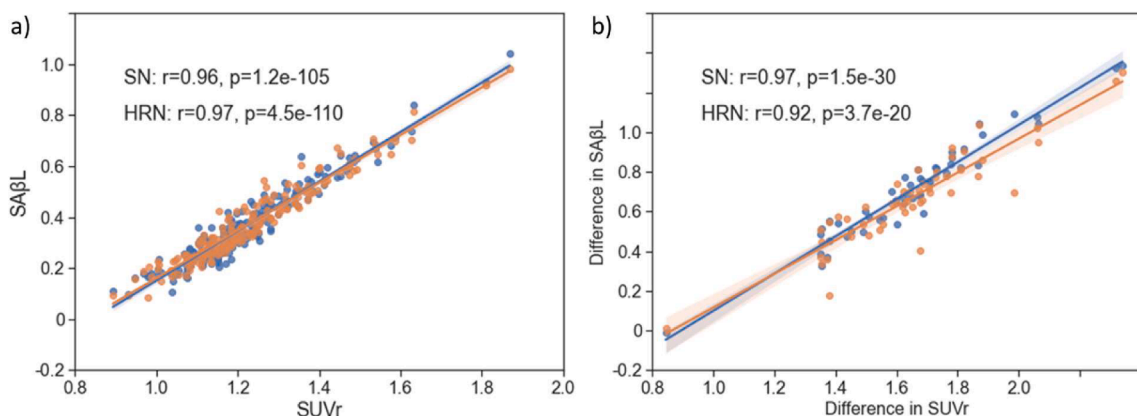 a)
SN: r=0.96, p=1.2e-105
HRN: r=0.97, p=4.5e-110
SAβL
1.0
0.8
0.6
0.4
0.2
0
-0.2
0.8 1.0 1.2 1.4 1.6 1.8 2.0
SUVr
b)
SN: r=0.97, p=1.5e-30
HRN: r=0.92, p=3.7e-20
Difference in SAβL
1.0
0.8
0.6
0.4
0.2
0
-0.2
0.8 1.0 1.2 1.4 1.6 1.8 2.0
Difference in SUVr